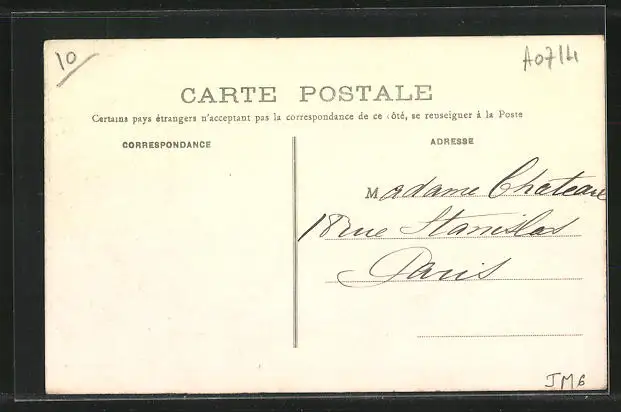 10
A0714
CARTE POSTALE
Certains pays étrangers n'acceptant pas la correspondance de ce côté, se renseigner à la Poste
CORRESPONDANCE
ADRESSE
Madame Chateau
18 rue Stanislas
Paris
JM6